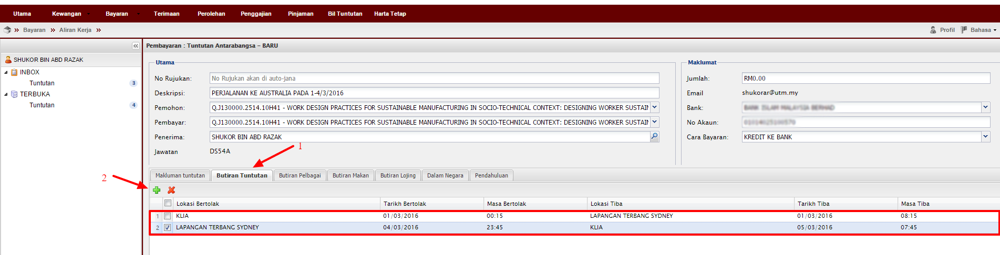 Utama Kewangan Bayaran Terimaan Perolehan Penggajian Pinjaman Bil Tuntutan Harta Tetap
Bayaran Aliran Kerja Profil Bahasa
Pembayaran : Tuntutan Antarabangsa – BARU
SHUKOR BIN ABD RAZAK
INBOX
Tuntutan 3
TERBUKA
Tuntutan 4
Utama
No Rujukan: No Rujukan akan di auto-jana
Deskripsi: PERJALANAN KE AUSTRALIA PADA 1-4/3/2016
Pemohon: Q.J130000.2514.10H41 - WORK DESIGN PRACTICES FOR SUSTAINABLE MANUFACTURING IN SOCIO-TECHNICAL CONTEXT: DESIGNING WORKER SUSTAIN
Pembayar: Q.J130000.2514.10H41 - WORK DESIGN PRACTICES FOR SUSTAINABLE MANUFACTURING IN SOCIO-TECHNICAL CONTEXT: DESIGNING WORKER SUSTAIN
Penerima: SHUKOR BIN ABD RAZAK
Jawatan DS54A
Maklumat
Jumlah: RM0.00
Email shukorar@utm.my
Bank:
No Akaun:
Cara Bayaran: KREDIT KE BANK
1
2
Makluman tuntutan Butiran Tuntutan Butiran Pelbagai Butiran Makan Butiran Lojing Dalam Negara Pendahuluan
Lokasi Bertolak Tarikh Bertolak Masa Bertolak Lokasi Tiba Tarikh Tiba Masa Tiba
1 KLIA 01/03/2016 00:15 LAPANGAN TERBANG SYDNEY 01/03/2016 08:15
2 LAPANGAN TERBANG SYDNEY 04/03/2016 23:45 KLIA 05/03/2016 07:45